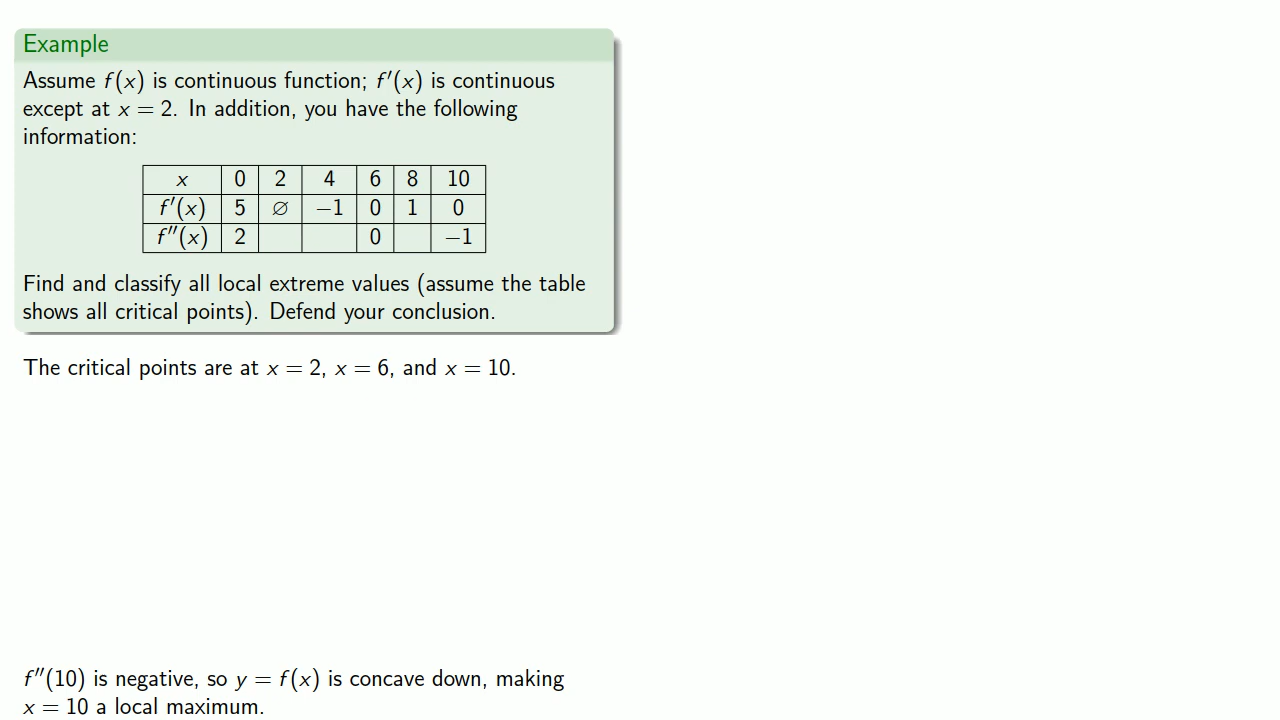 Example
Assume f(x) is continuous function; f′(x) is continuous
except at x = 2. In addition, you have the following
information:
x 0 2 4 6 8 10
f′(x) 5 ∅ −1 0 1 0
f″(x) 2 0 −1
Find and classify all local extreme values (assume the table
shows all critical points). Defend your conclusion.
The critical points are at x = 2, x = 6, and x = 10.
f″(10) is negative, so y = f(x) is concave down, making
x = 10 a local maximum.